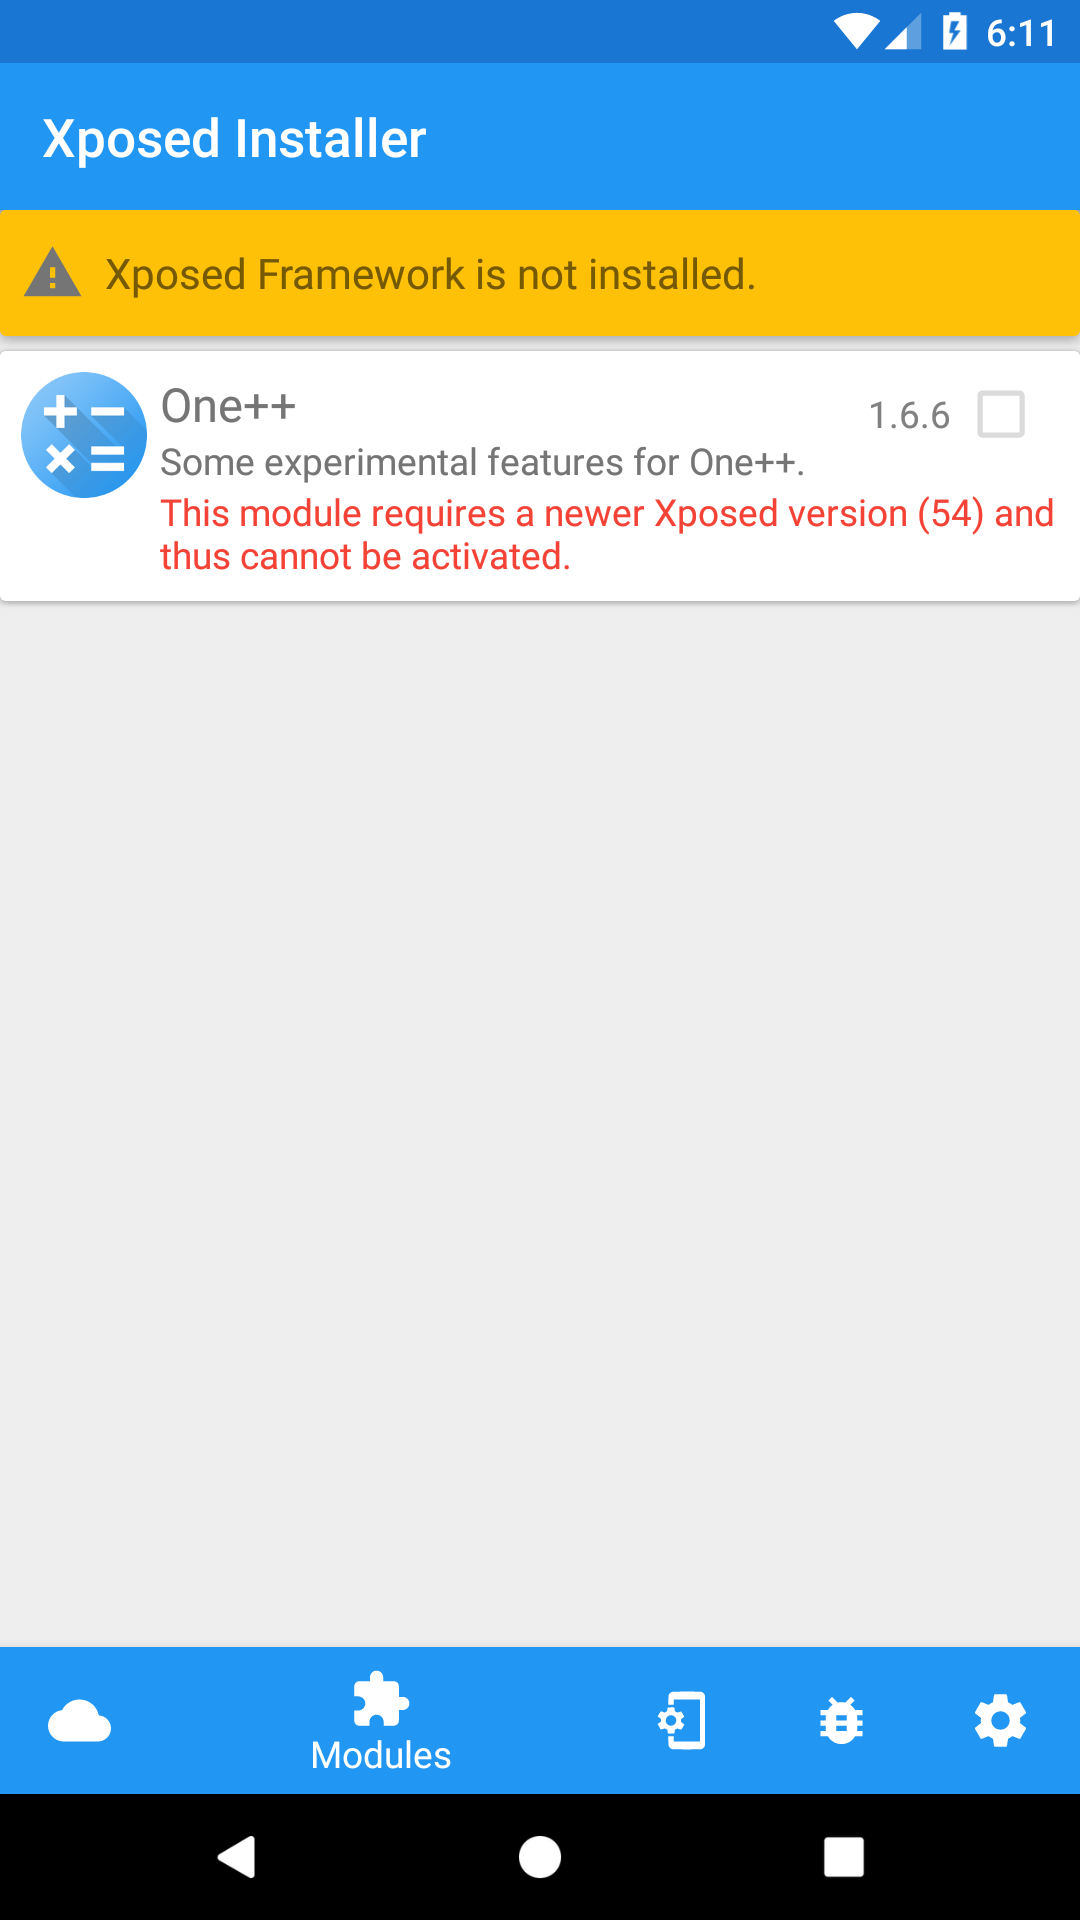 6:11
Xposed Installer
Xposed Framework is not installed.
One++
1.6.6
Some experimental features for One++.
This module requires a newer Xposed version (54) and
thus cannot be activated.
Modules